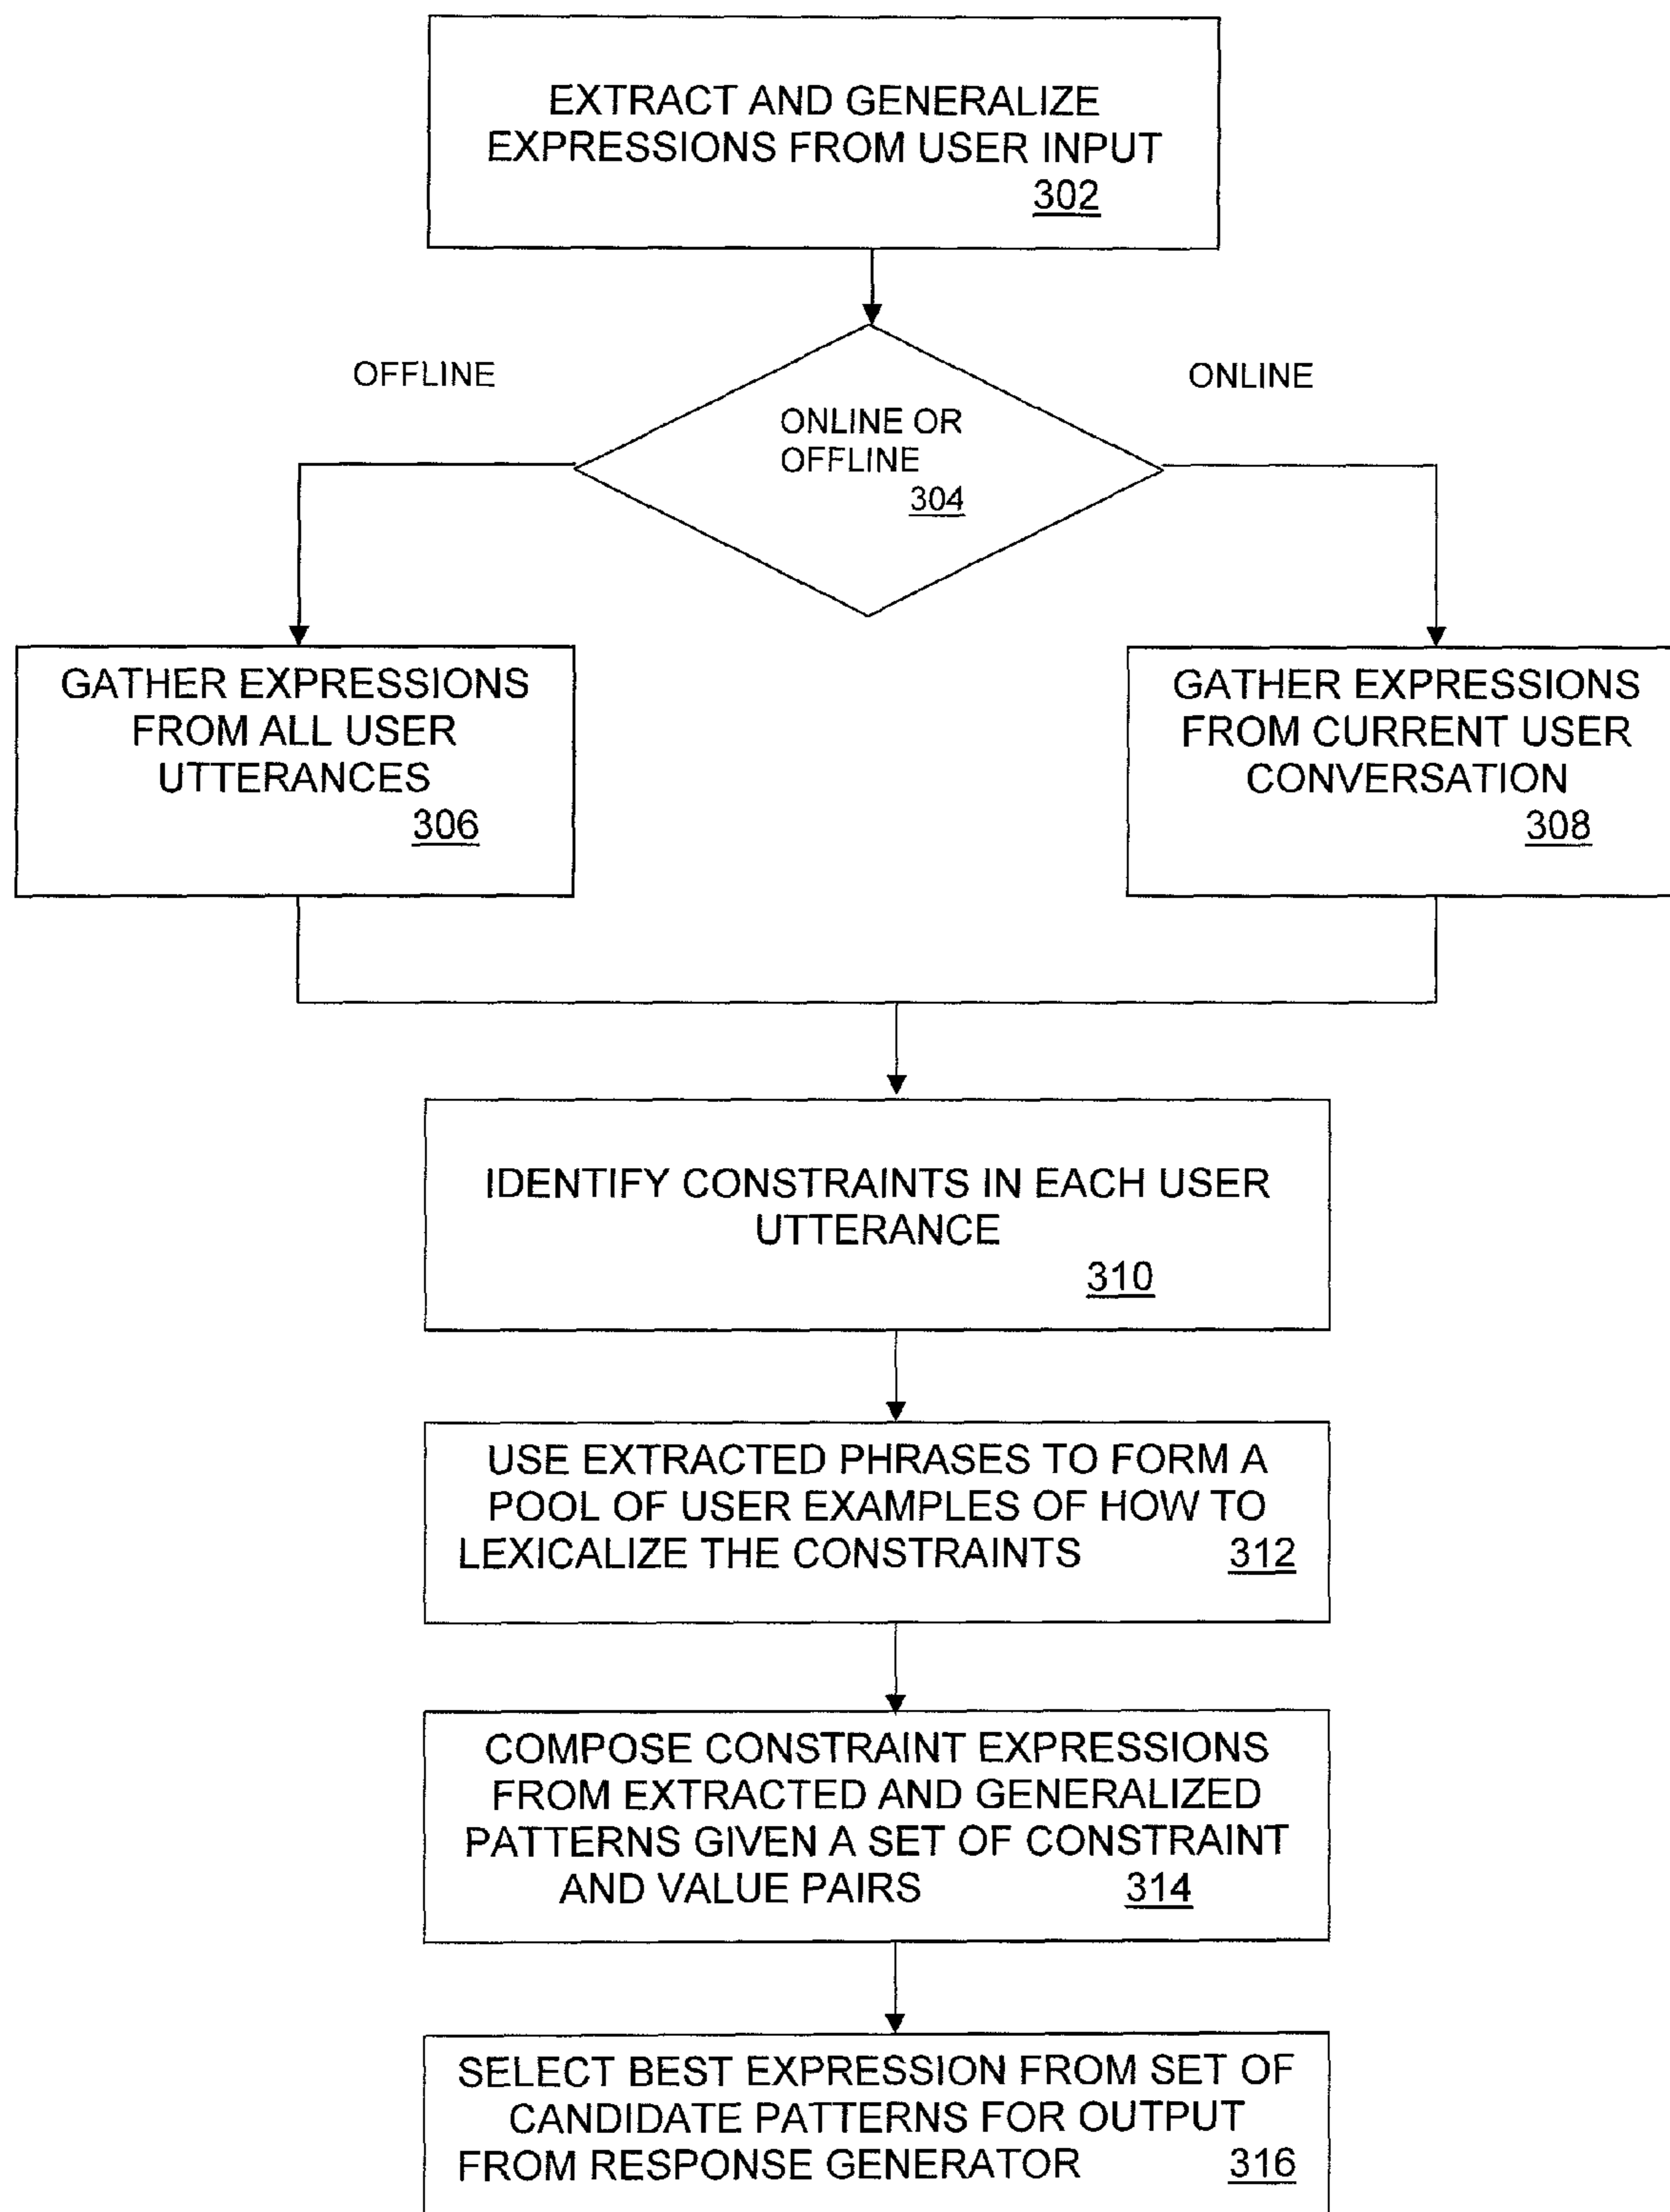 EXTRACT AND GENERALIZE
EXPRESSIONS FROM USER INPUT
302
OFFLINE
ONLINE
ONLINE OR
OFFLINE
304
GATHER EXPRESSIONS
FROM ALL USER
UTTERANCES
306
GATHER EXPRESSIONS
FROM CURRENT USER
CONVERSATION
308
IDENTIFY CONSTRAINTS IN EACH USER
UTTERANCE
310
USE EXTRACTED PHRASES TO FORM A
POOL OF USER EXAMPLES OF HOW TO
LEXICALIZE THE CONSTRAINTS 312
COMPOSE CONSTRAINT EXPRESSIONS
FROM EXTRACTED AND GENERALIZED
PATTERNS GIVEN A SET OF CONSTRAINT
AND VALUE PAIRS 314
SELECT BEST EXPRESSION FROM SET OF
CANDIDATE PATTERNS FOR OUTPUT
FROM RESPONSE GENERATOR 316